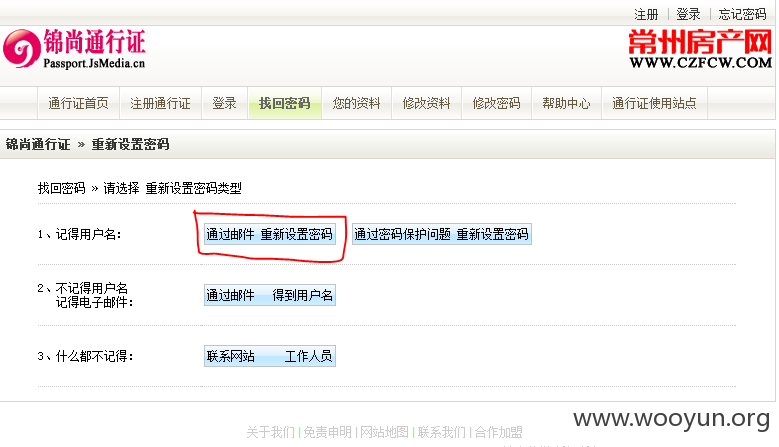 注册 | 登录 | 忘记密码
锦尚通行证
Passport.JsMedia.cn
常州房产网
WWW.CZFCW.COM
通行证首页 注册通行证 登录 找回密码 您的资料 修改资料 修改密码 帮助中心 通行证使用站点
锦尚通行证 » 重新设置密码
找回密码 » 请选择 重新设置密码类型
1、记得用户名： 通过邮件 重新设置密码 通过密码保护问题 重新设置密码
2、不记得用户名
记得电子邮件： 通过邮件 得到用户名
3、什么都不记得： 联系网站 工作人员
www.wooyun.org
关于我们 | 免责申明 | 网站地图 | 联系我们 | 合作加盟